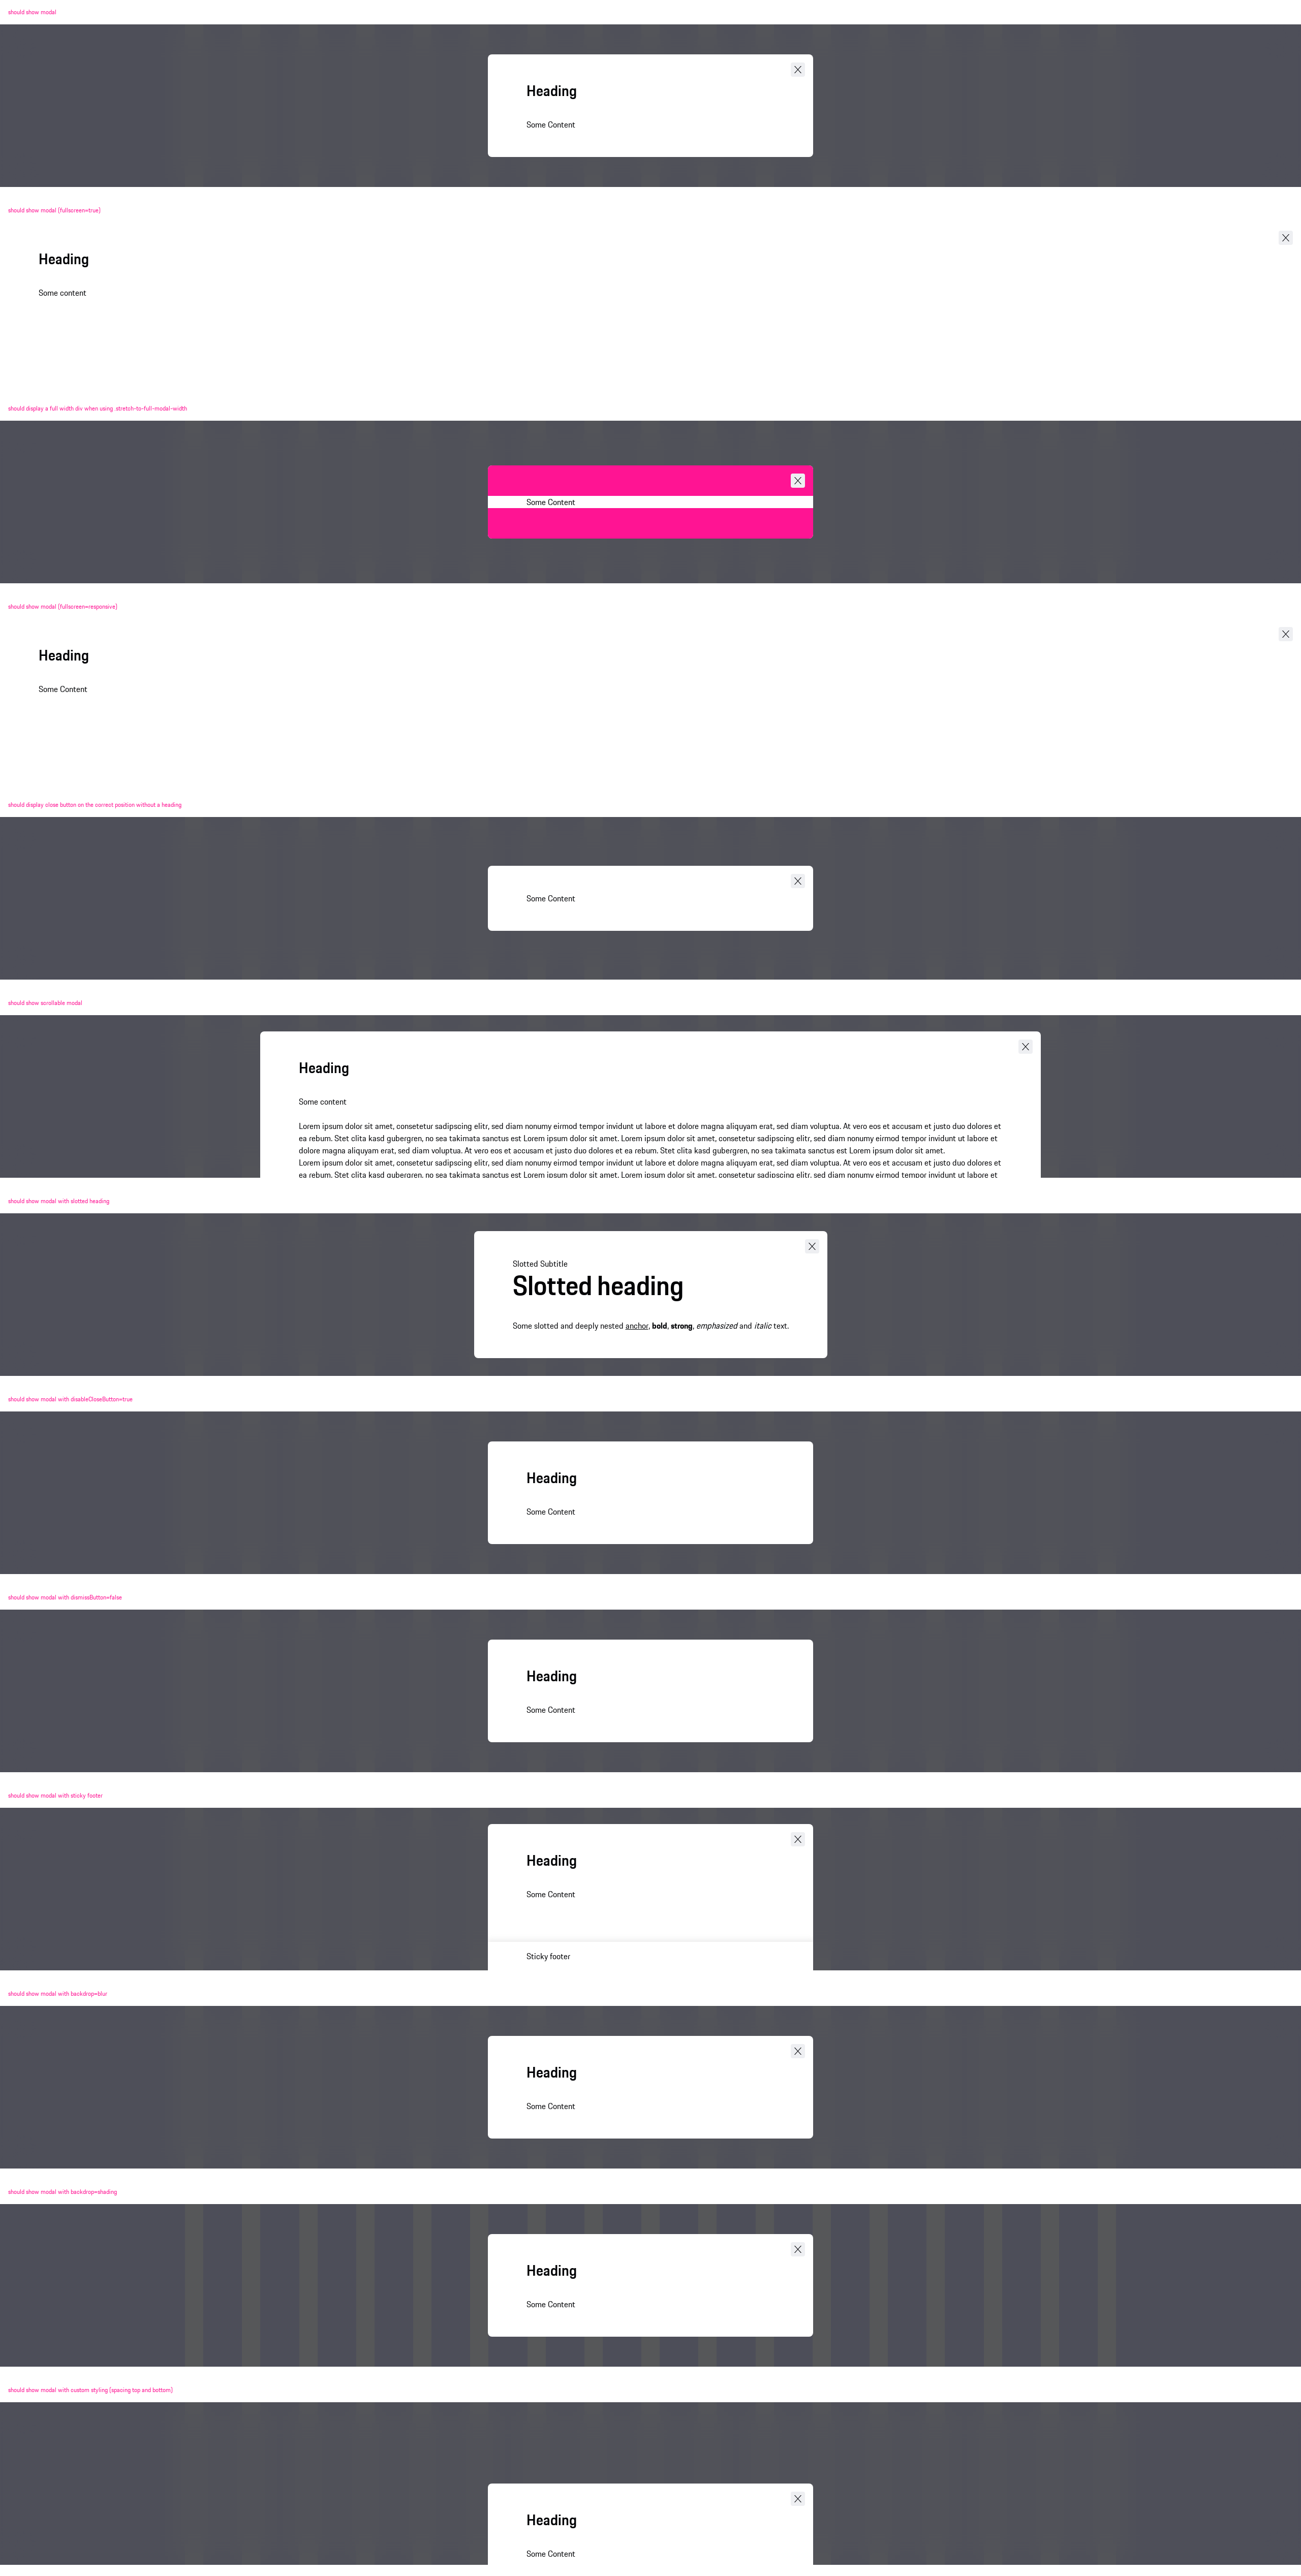 should show modal
Heading
Some Content
should show modal [fullscreen=true]
Heading
Some content
should display a full width div when using .stretch-to-full-modal-width
Some Content
should show modal [fullscreen=responsive]
Heading
Some Content
should display close button on the correct position without a heading
Some Content
should show scrollable modal
Heading
Some content
Lorem ipsum dolor sit amet, consetetur sadipscing elitr, sed diam nonumy eirmod tempor invidunt ut labore et dolore magna aliquyam erat, sed diam voluptua. At vero eos et accusam et justo duo dolores et
ea rebum. Stet clita kasd gubergren, no sea takimata sanctus est Lorem ipsum dolor sit amet. Lorem ipsum dolor sit amet, consetetur sadipscing elitr, sed diam nonumy eirmod tempor invidunt ut labore et
dolore magna aliquyam erat, sed diam voluptua. At vero eos et accusam et justo duo dolores et ea rebum. Stet clita kasd gubergren, no sea takimata sanctus est Lorem ipsum dolor sit amet.
Lorem ipsum dolor sit amet, consetetur sadipscing elitr, sed diam nonumy eirmod tempor invidunt ut labore et dolore magna aliquyam erat, sed diam voluptua. At vero eos et accusam et justo duo dolores et
ea rebum. Stet clita kasd gubergren, no sea takimata sanctus est Lorem ipsum dolor sit amet. Lorem ipsum dolor sit amet, consetetur sadipscing elitr, sed diam nonumy eirmod tempor invidunt ut labore et
should show modal with slotted heading
Slotted Subtitle
Slotted heading
Some slotted and deeply nested anchor, bold, strong, emphasized and italic text.
should show modal with disableCloseButton=true
Heading
Some Content
should show modal with dismissButton=false
Heading
Some Content
should show modal with sticky footer
Heading
Some Content
Sticky footer
should show modal with backdrop=blur
Heading
Some Content
should show modal with backdrop=shading
Heading
Some Content
should show modal with custom styling [spacing top and bottom]
Heading
Some Content